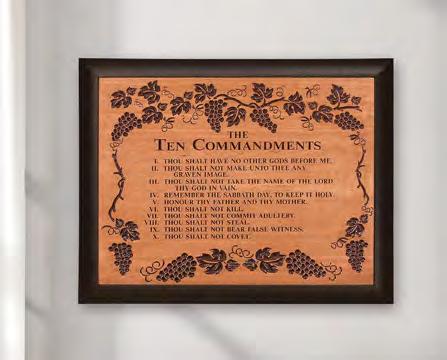 THE
TEN COMMANDMENTS
I. THOU SHALT HAVE NO OTHER GODS BEFORE ME.
II. THOU SHALT NOT MAKE UNTO THEE ANY
GRAVEN IMAGE.
III. THOU SHALT NOT TAKE THE NAME OF THE LORD
THY GOD IN VAIN.
IV. REMEMBER THE SABBATH DAY, TO KEEP IT HOLY.
V. HONOUR THY FATHER AND THY MOTHER.
VI. THOU SHALT NOT KILL.
VII. THOU SHALT NOT COMMIT ADULTERY.
VIII. THOU SHALT NOT STEAL.
IX. THOU SHALT NOT BEAR FALSE WITNESS.
X. THOU SHALT NOT COVET.